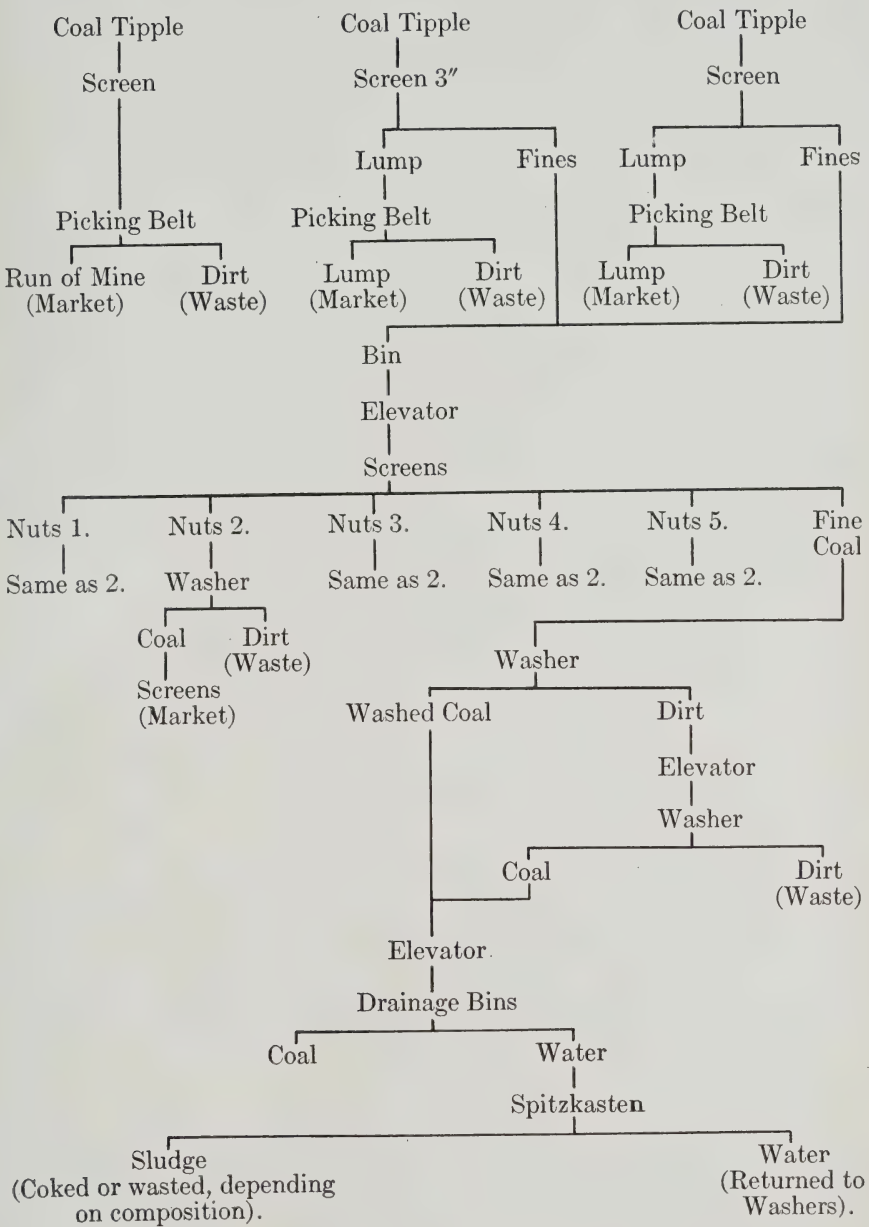 Coal Tipple
Coal Tipple
Coal Tipple
Screen
Screen 3″
Screen
Lump
Fines
Lump
Fines
Picking Belt
Picking Belt
Picking Belt
Run of Mine
(Market)
Dirt
(Waste)
Lump
(Market)
Dirt
(Waste)
Lump
(Market)
Dirt
(Waste)
Bin
Elevator
Screens
Nuts 1.
Nuts 2.
Nuts 3.
Nuts 4.
Nuts 5.
Fine
Coal
Same as 2.
Washer
Same as 2.
Same as 2.
Same as 2.
Coal
Dirt
(Waste)
Screens
(Market)
Washer
Washed Coal
Dirt
Elevator
Washer
Coal
Dirt
(Waste)
Elevator.
Drainage Bins
Coal
Water
Spitzkasten
Sludge
(Coked or wasted, depending
on composition).
Water
(Returned to
Washers).